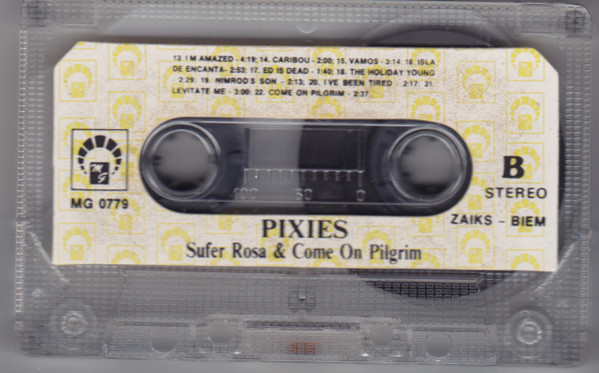 13. I M AMAZED - 4:19; 14. CARIBOU - 2:00; 15. VAMOS - 3:14. 16. ISLA
DE ENCANTA- 2:53; 17. ED IS DEAD - 1:40; 18. THE HOLIDAY YOUNG
- 2:29. 19. NIMROD'S SON - 2:13; 20. I'VE BEEN TIRED - 2:17; 21.
LEVITATE ME - 3:00; 22. COME ON PILGRIM - 2:37.
M G
MG 0779
B
STEREO
ZAIKS - BIEM
100 50 0
PIXIES
Sufer Rosa & Come On Pilgrim